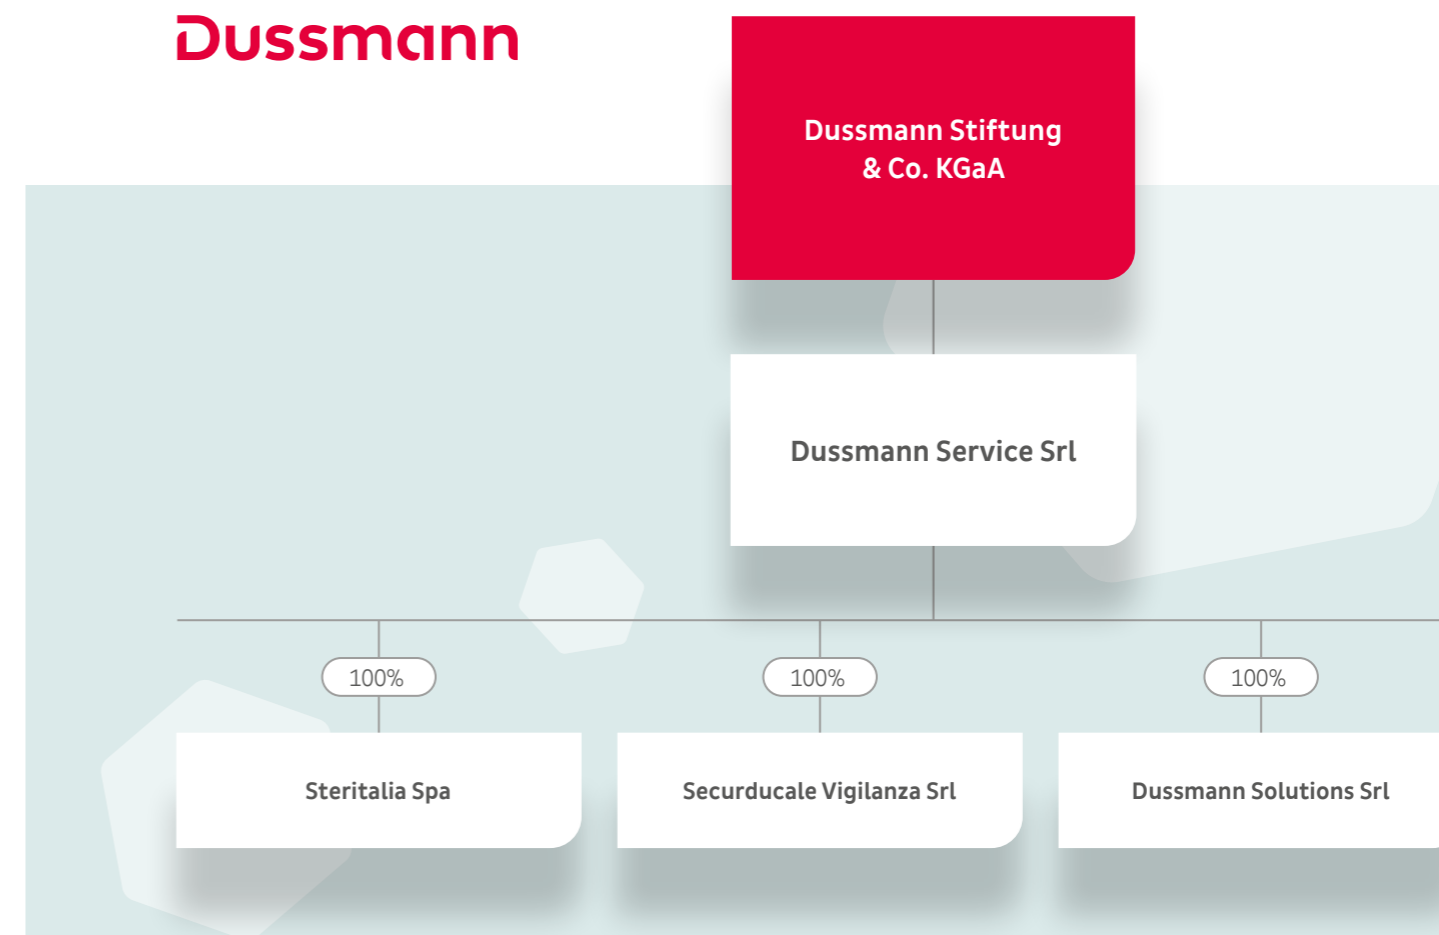 Dussmann
Dussmann Stiftung
& Co. KGaA
Dussmann Service Srl
100%
100%
100%
Steritalia Spa
Securducale Vigilanza Srl
Dussmann Solutions Srl